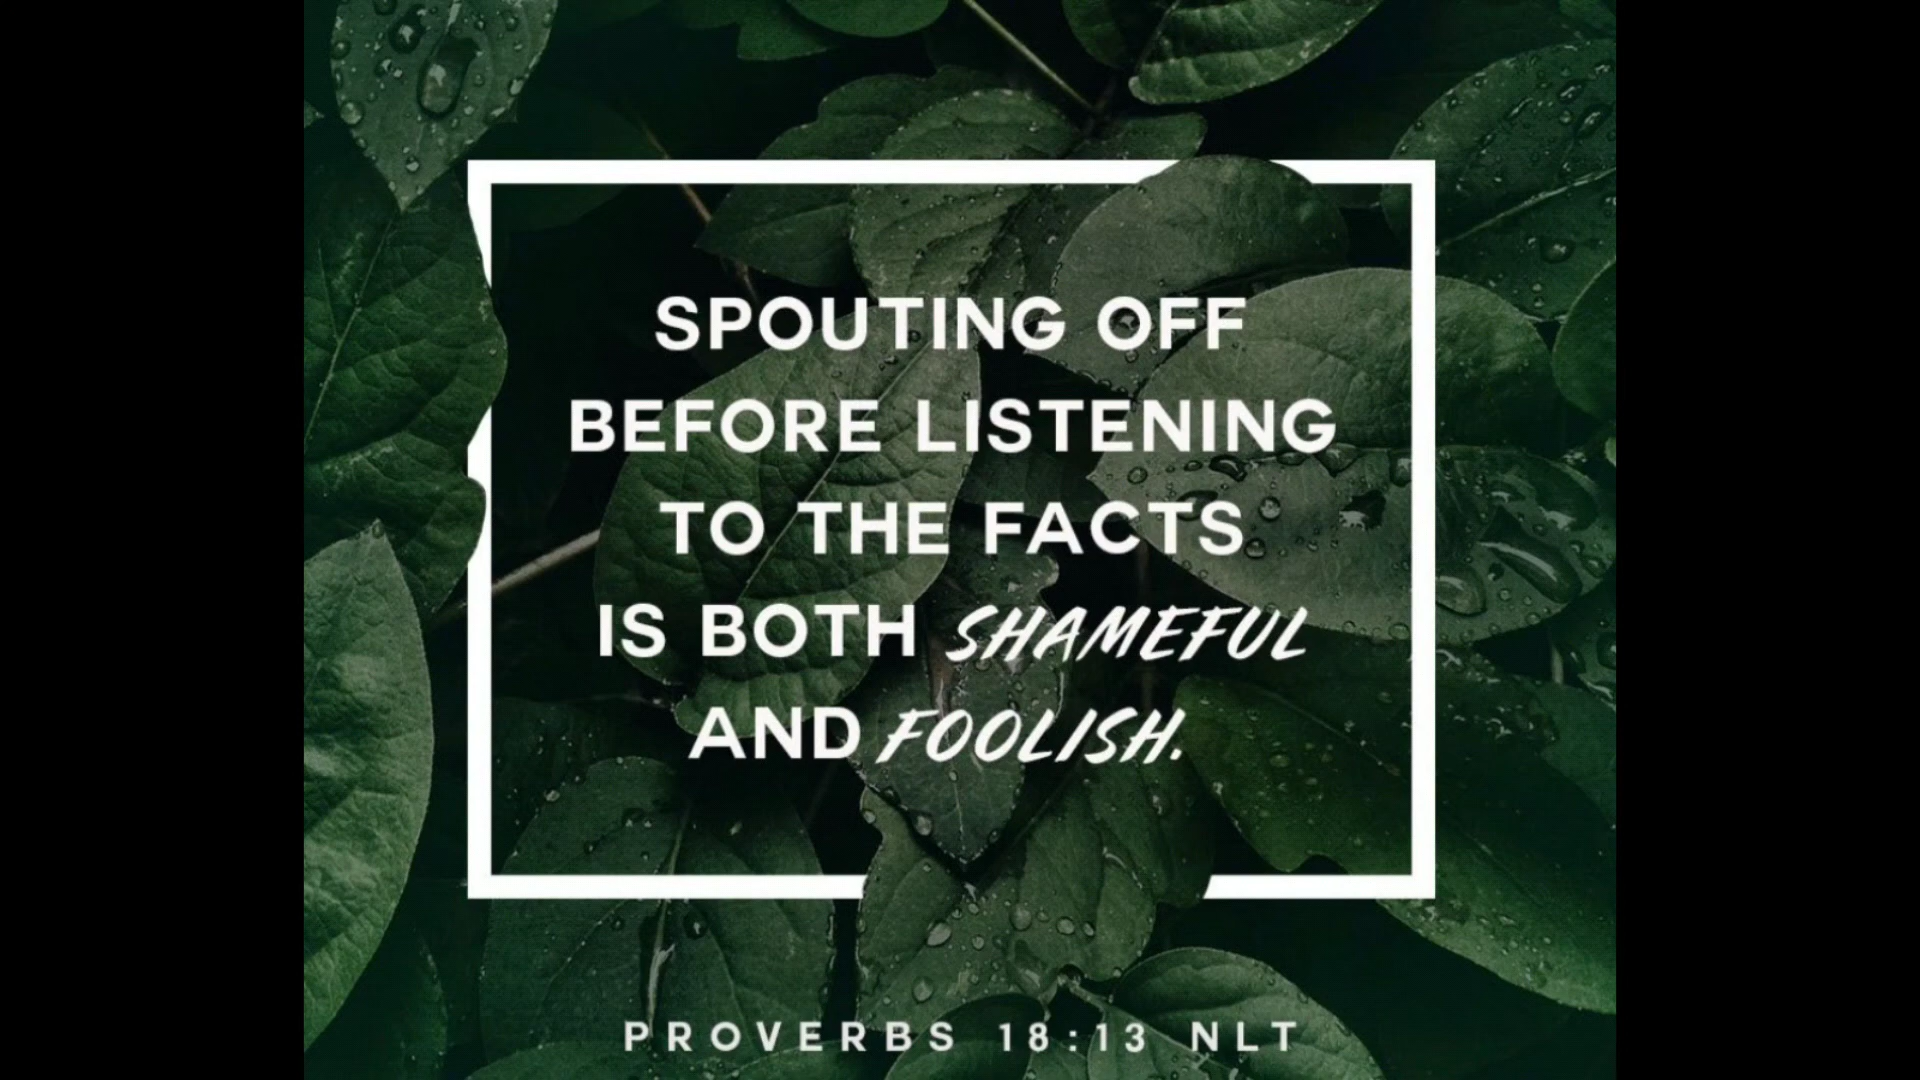 SPOUTING OFF
BEFORE LISTENING
TO THE FACTS
IS BOTH SHAMEFUL
AND FOOLISH.
PROVERBS 18:13 NLT